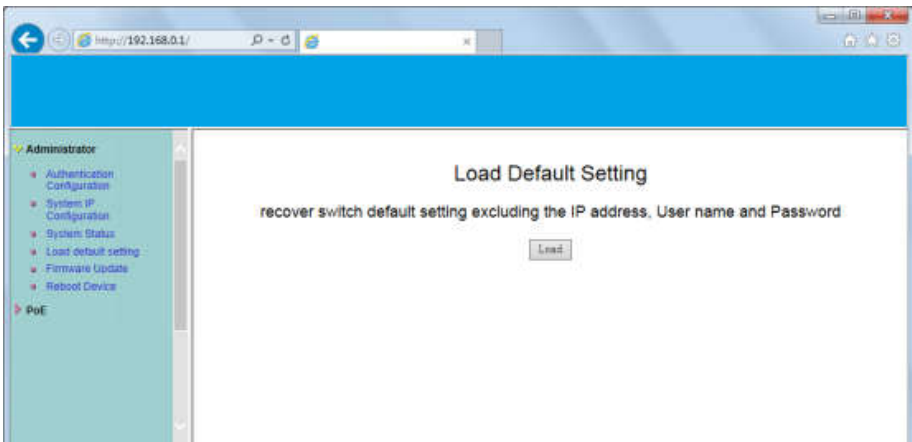 http://192.168.0.1/
Administrator
Authentication
Configuration
System IP
Configuration
System Status
Load default setting
Firmware Update
Reboot Device
PoE
Load Default Setting
recover switch default setting excluding the IP address, User name and Password
Load